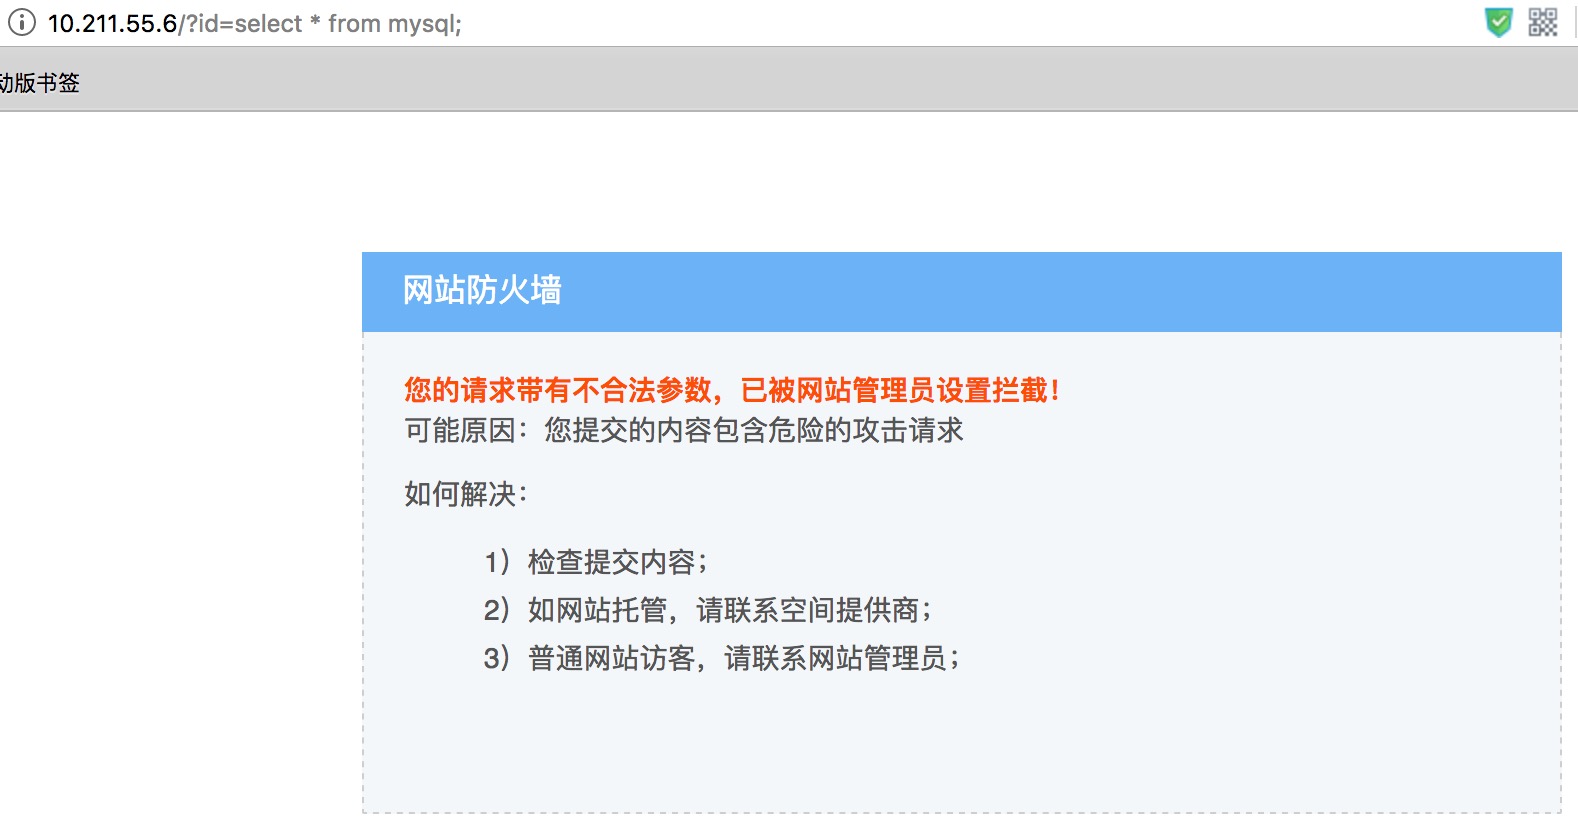 10.211.55.6/?id=select * from mysql;
动版书签
网站防火墙
您的请求带有不合法参数，已被网站管理员设置拦截！
可能原因：您提交的内容包含危险的攻击请求
如何解决：
1）检查提交内容；
2）如网站托管，请联系空间提供商；
3）普通网站访客，请联系网站管理员；